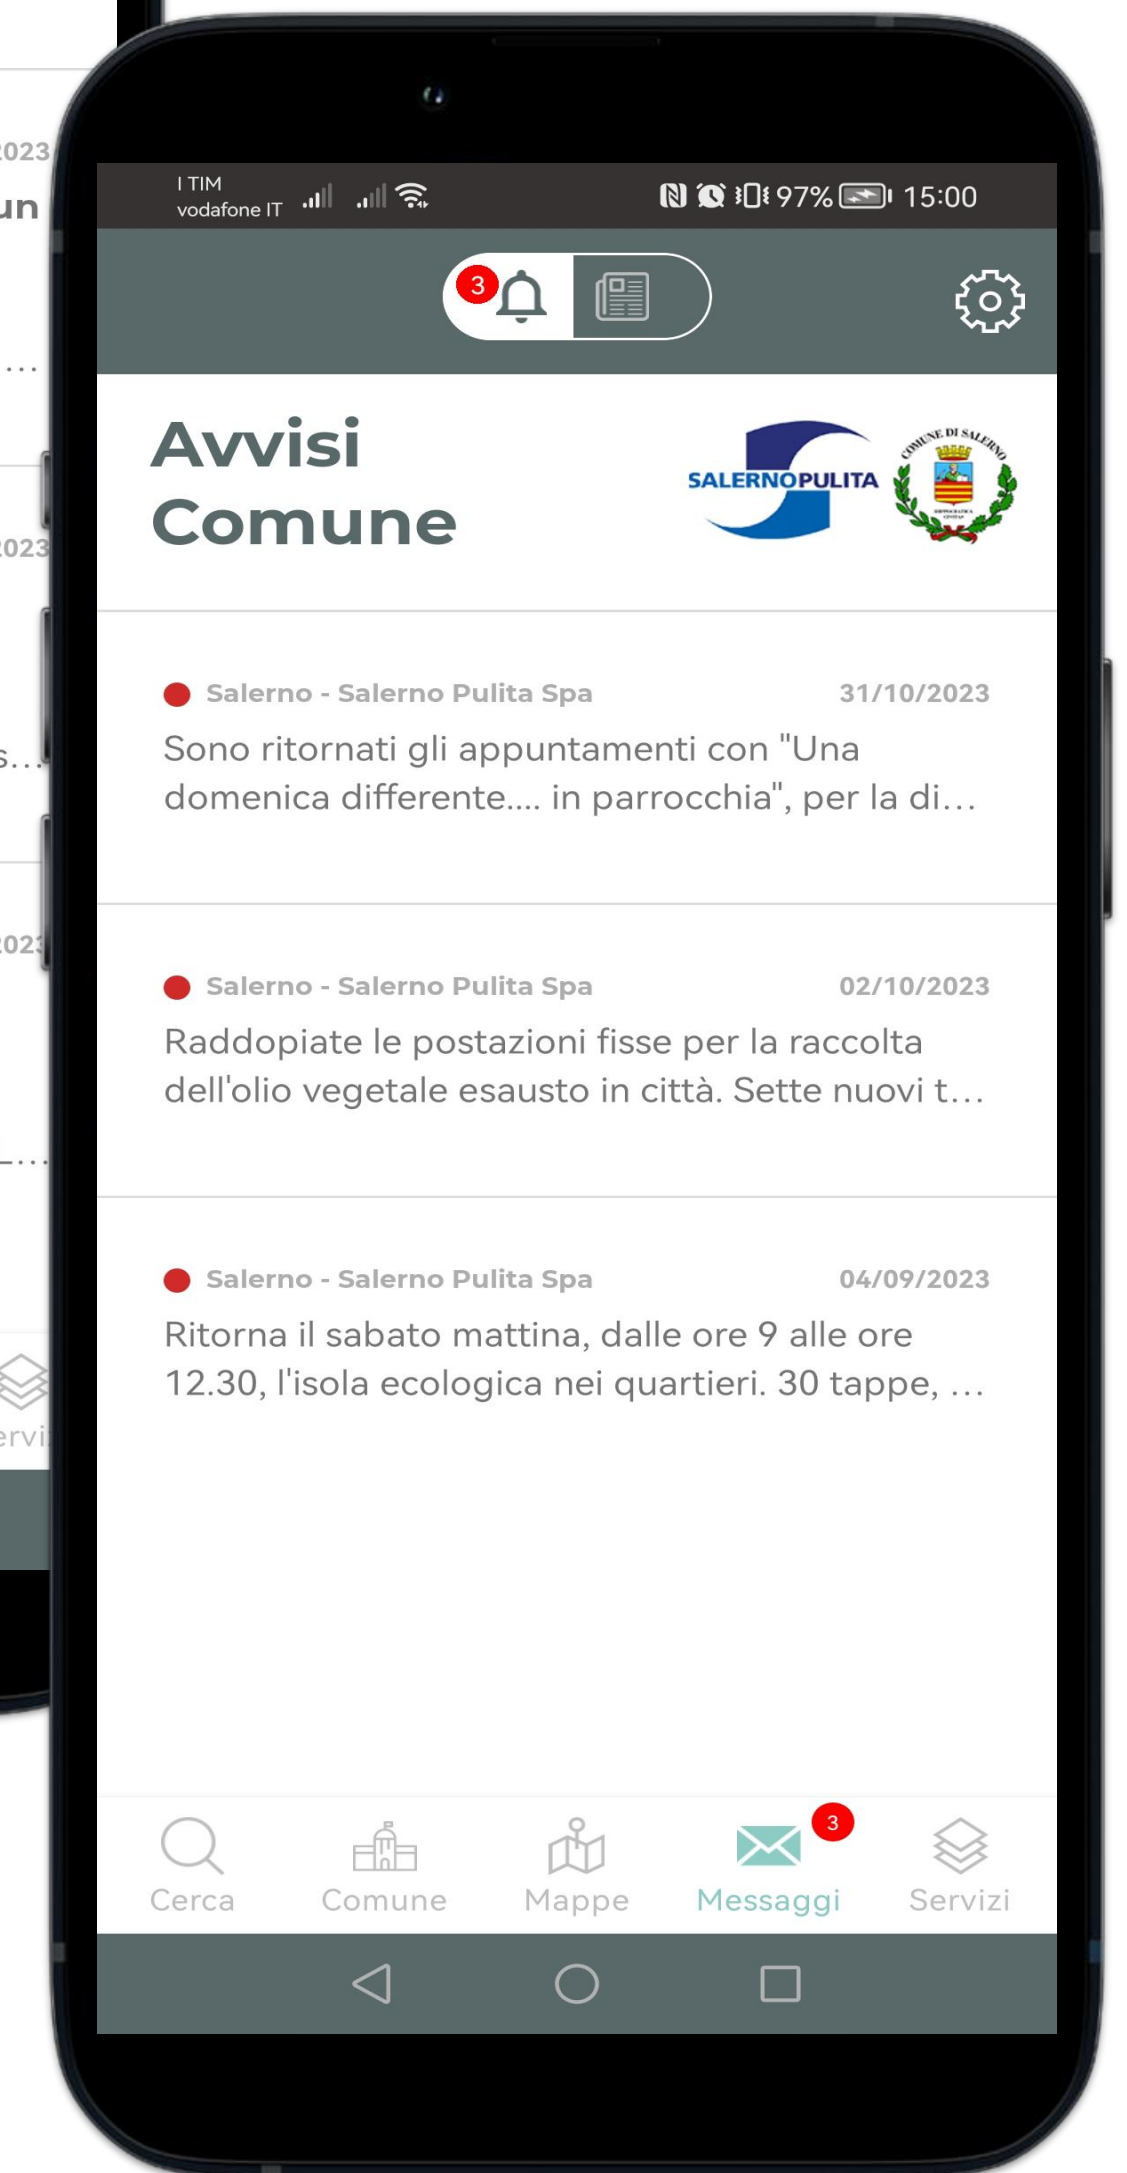 I TIM
vodafone IT
97%
15:00
3
Avvisi
Comune
SALERNOPULITA
COMUNE DI SALERNO
Salerno - Salerno Pulita Spa
31/10/2023
Sono ritornati gli appuntamenti con "Una
domenica differente.... in parrocchia", per la di...
Salerno - Salerno Pulita Spa
02/10/2023
Raddopiate le postazioni fisse per la raccolta
dell'olio vegetale esausto in città. Sette nuovi t...
Salerno - Salerno Pulita Spa
04/09/2023
Ritorna il sabato mattina, dalle ore 9 alle ore
12.30, l'isola ecologica nei quartieri. 30 tappe, ...
3
Cerca
Comune
Mappe
Messaggi
Servizi